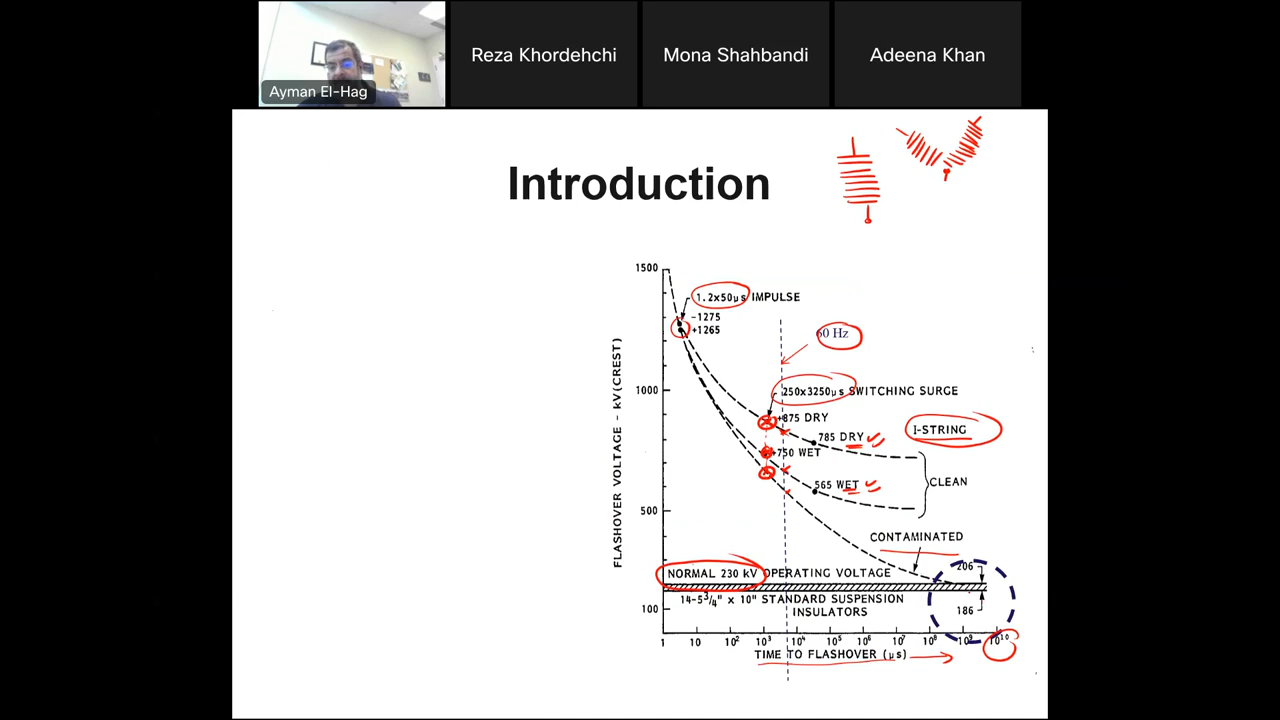 Ayman El-Hag
Reza Khordehchi
Mona Shahbandi
Adeena Khan
Introduction
1500
1.2x50μs IMPULSE
-1275
+1265
60 Hz
1000
250x3250μs SWITCHING SURGE
+875 DRY
785 DRY
I-STRING
+750 WET
565 WET
CLEAN
500
CONTAMINATED
FLASHOVER VOLTAGE - kV(CREST)
NORMAL 230 kV OPERATING VOLTAGE
206
14-5 3/4" x 10" STANDARD SUSPENSION
INSULATORS
186
100
1 10 10² 10³ 10⁴ 10⁵ 10⁶ 10⁷ 10⁸ 10⁹ 10¹⁰
TIME TO FLASHOVER (μs)